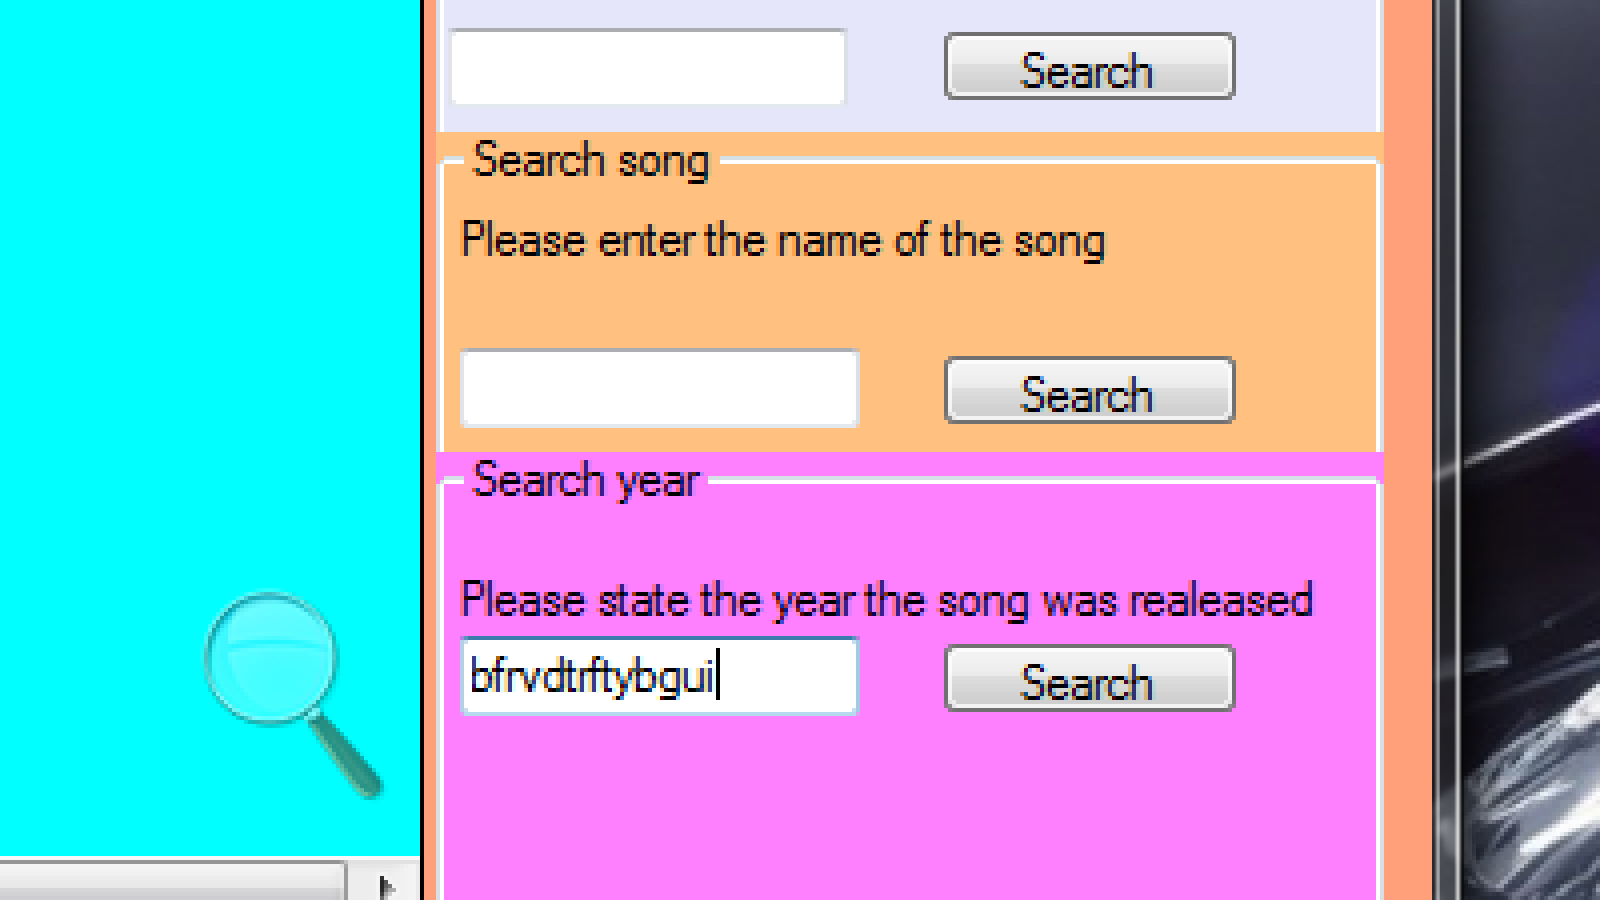 Search
Search song
Please enter the name of the song
Search
Search year
Please state the year the song was realeased
bfrvdtrftybgui
Search